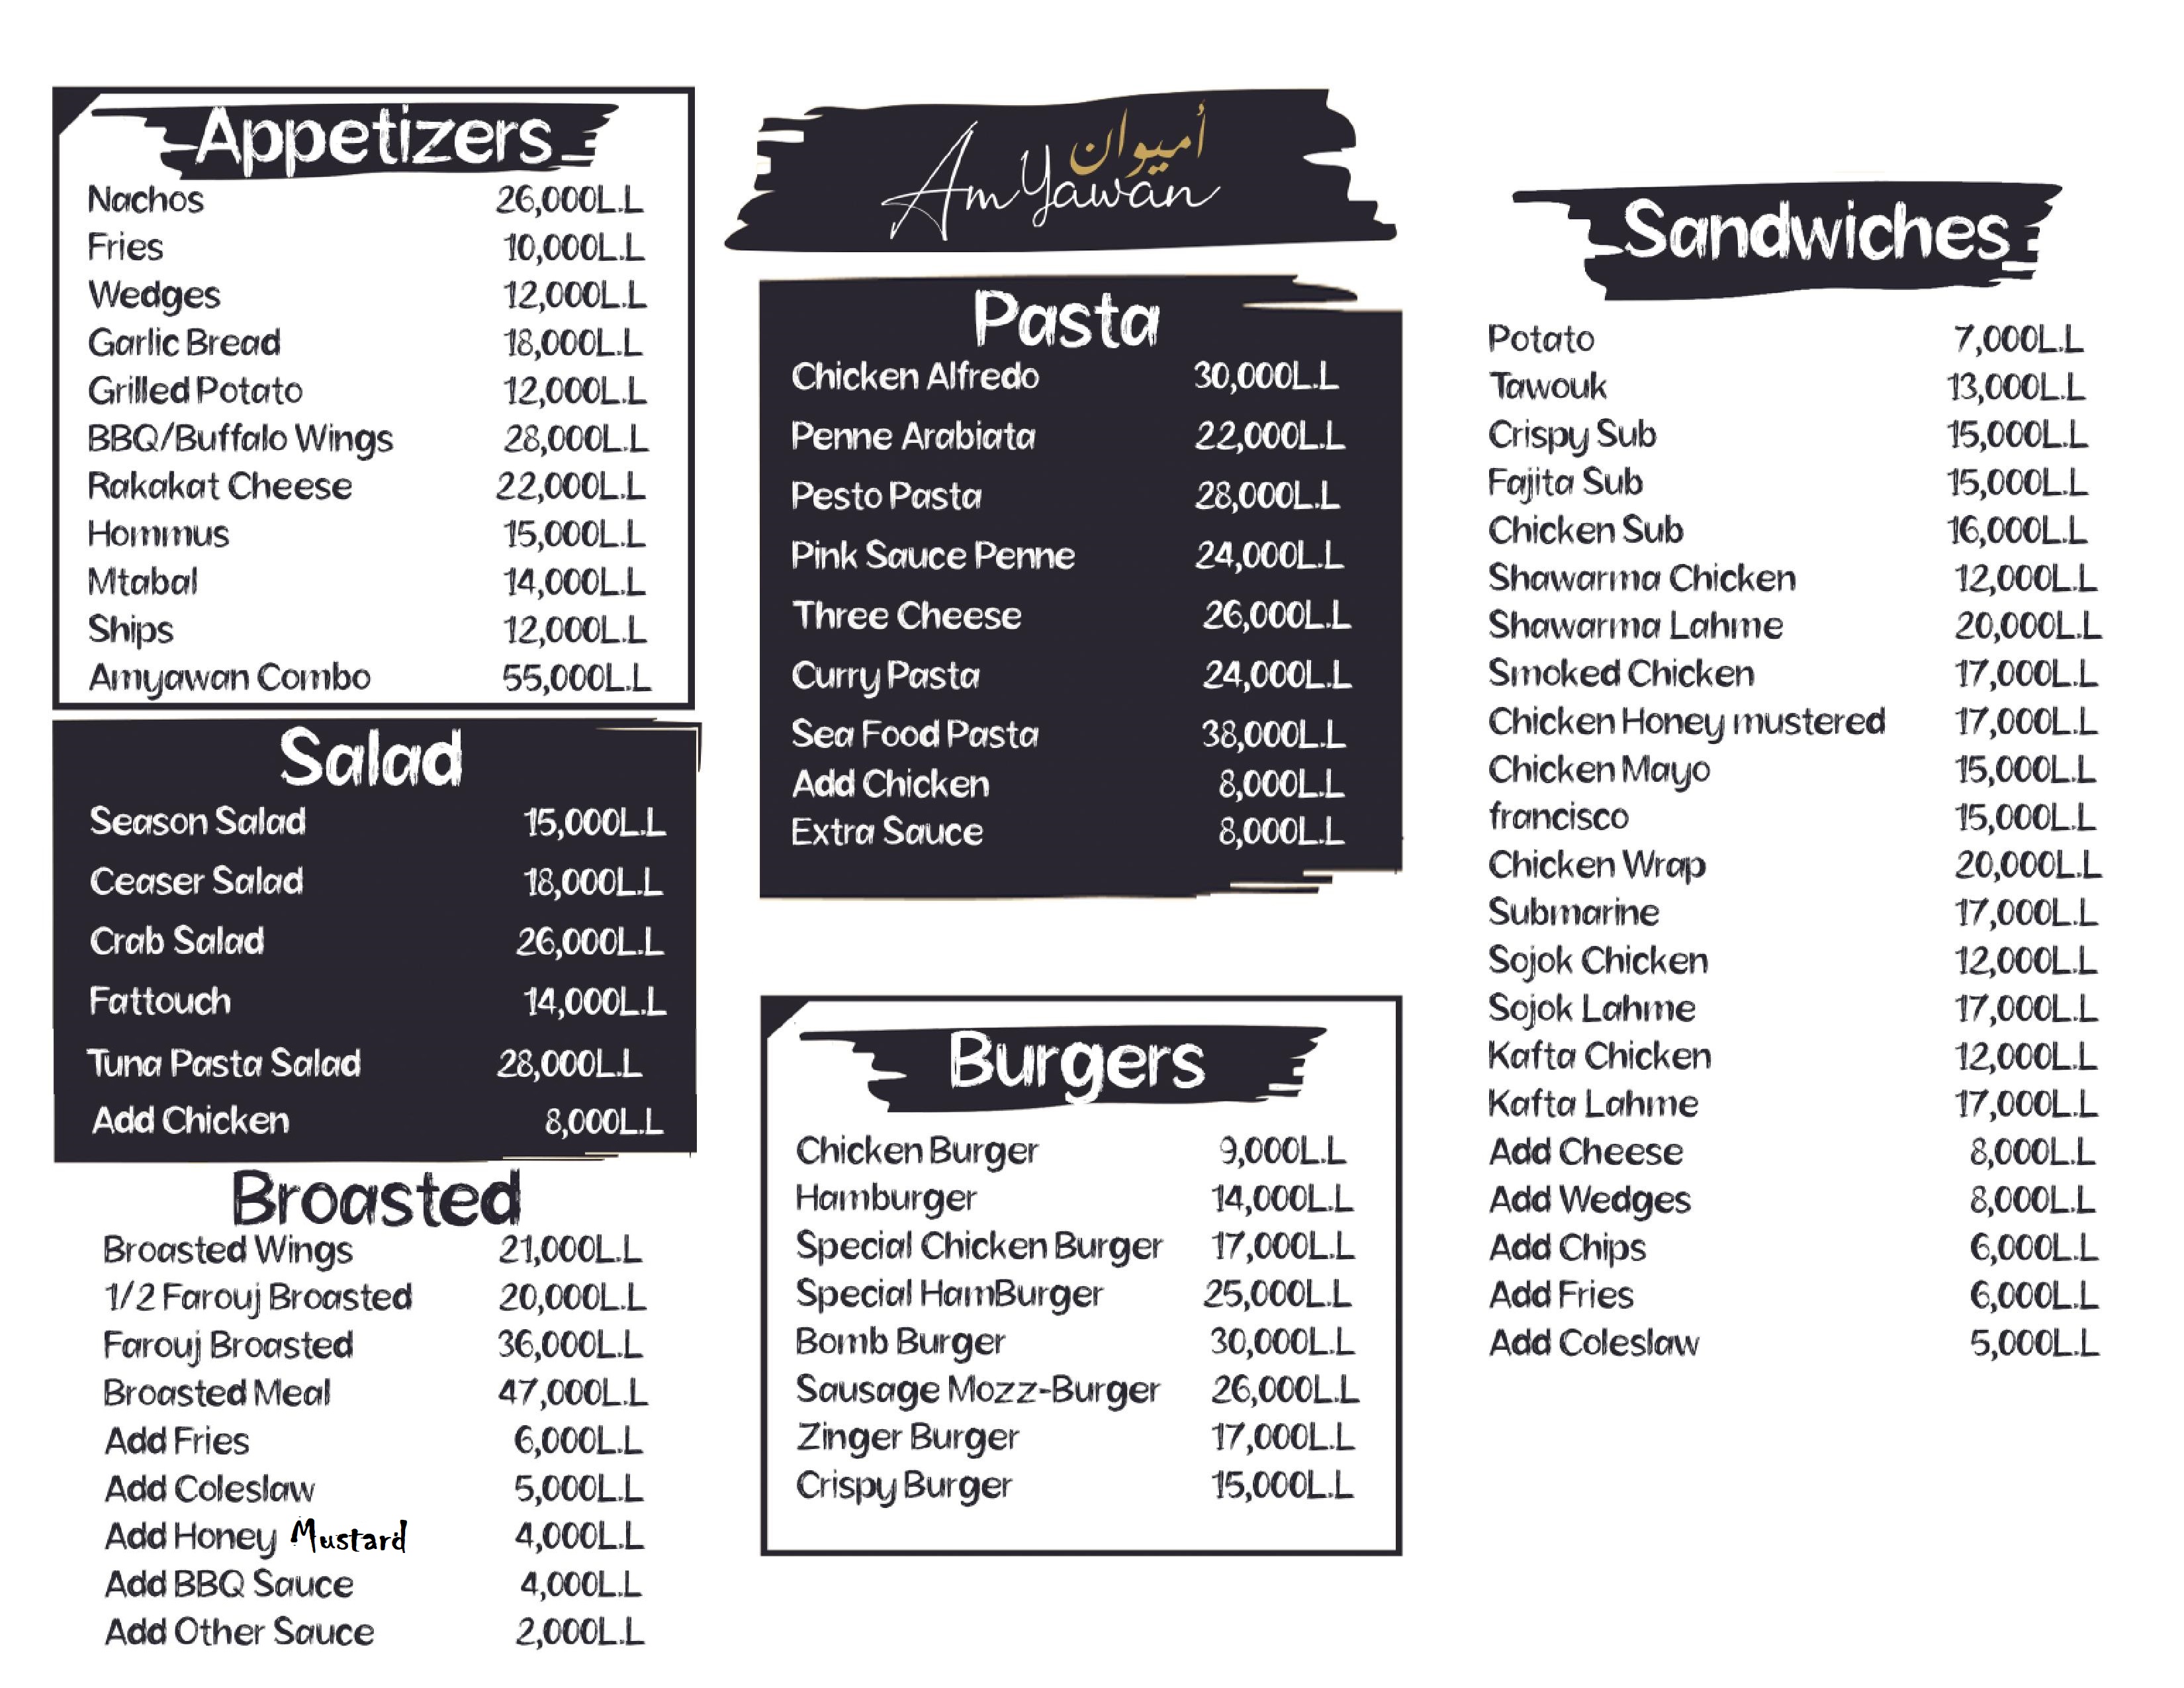 Appetizers
Nachos 26,000L.L
Fries 10,000L.L
Wedges 12,000L.L
Garlic Bread 18,000L.L
Grilled Potato 12,000L.L
BBQ/Buffalo Wings 28,000L.L
Rakakat Cheese 22,000L.L
Hommus 15,000L.L
Mtabal 14,000L.L
Ships 12,000L.L
Amyawan Combo 55,000L.L
Salad
Season Salad 15,000L.L
Ceaser Salad 18,000L.L
Crab Salad 26,000L.L
Fattouch 14,000L.L
Tuna Pasta Salad 28,000L.L
Add Chicken 8,000L.L
Broasted
Broasted Wings 21,000L.L
1/2 Farouj Broasted 20,000L.L
Farouj Broasted 36,000L.L
Broasted Meal 47,000L.L
Add Fries 6,000L.L
Add Coleslaw 5,000L.L
Add Honey Mustard 4,000L.L
Add BBQ Sauce 4,000L.L
Add Other Sauce 2,000L.L
أميوان
AmYawan
Pasta
Chicken Alfredo 30,000L.L
Penne Arabiata 22,000L.L
Pesto Pasta 28,000L.L
Pink Sauce Penne 24,000L.L
Three Cheese 26,000L.L
Curry Pasta 24,000L.L
Sea Food Pasta 38,000L.L
Add Chicken 8,000L.L
Extra Sauce 8,000L.L
Burgers
Chicken Burger 9,000L.L
Hamburger 14,000L.L
Special Chicken Burger 17,000L.L
Special HamBurger 25,000L.L
Bomb Burger 30,000L.L
Sausage Mozz-Burger 26,000L.L
Zinger Burger 17,000L.L
Crispy Burger 15,000L.L
Sandwiches
Potato 7,000L.L
Tawouk 13,000L.L
Crispy Sub 15,000L.L
Fajita Sub 15,000L.L
Chicken Sub 16,000L.L
Shawarma Chicken 12,000L.L
Shawarma Lahme 20,000L.L
Smoked Chicken 17,000L.L
Chicken Honey mustered 17,000L.L
Chicken Mayo 15,000L.L
francisco 15,000L.L
Chicken Wrap 20,000L.L
Submarine 17,000L.L
Sojok Chicken 12,000L.L
Sojok Lahme 17,000L.L
Kafta Chicken 12,000L.L
Kafta Lahme 17,000L.L
Add Cheese 8,000L.L
Add Wedges 8,000L.L
Add Chips 6,000L.L
Add Fries 6,000L.L
Add Coleslaw 5,000L.L